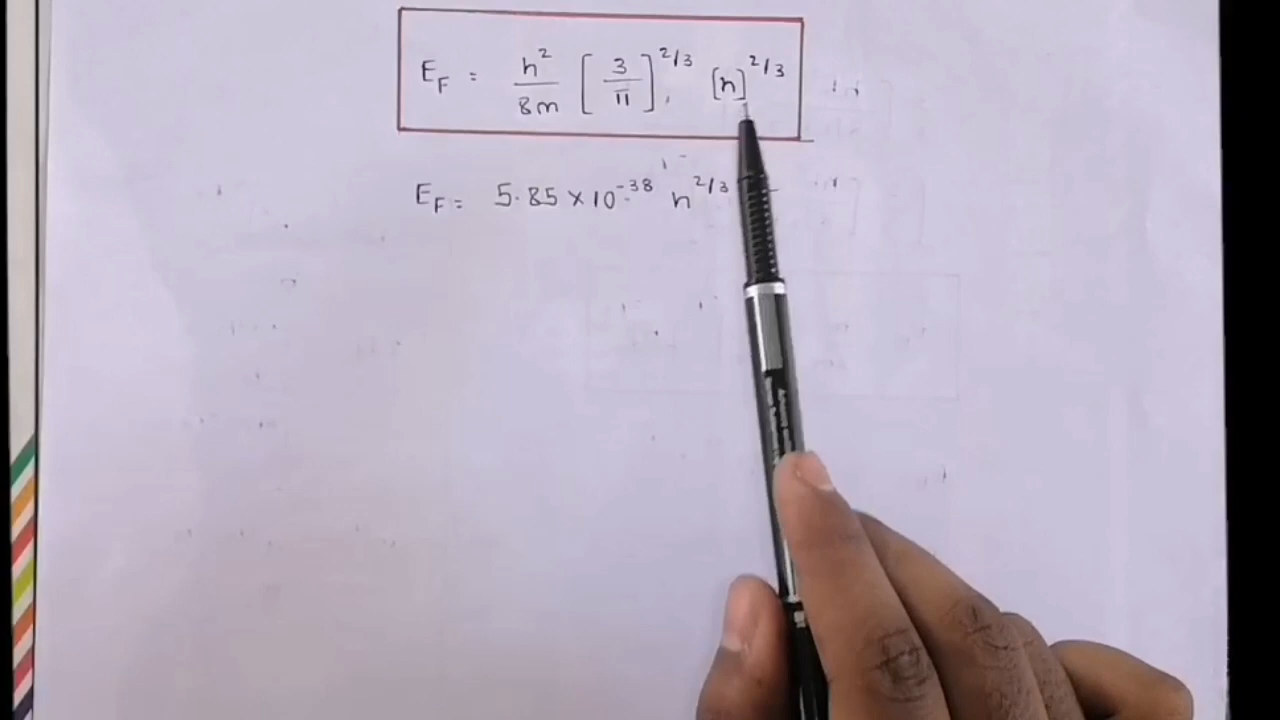 E_F = h²/8m [3/π]^2/3 [n]^2/3
E_F = 5.85 × 10^-38 n^2/3